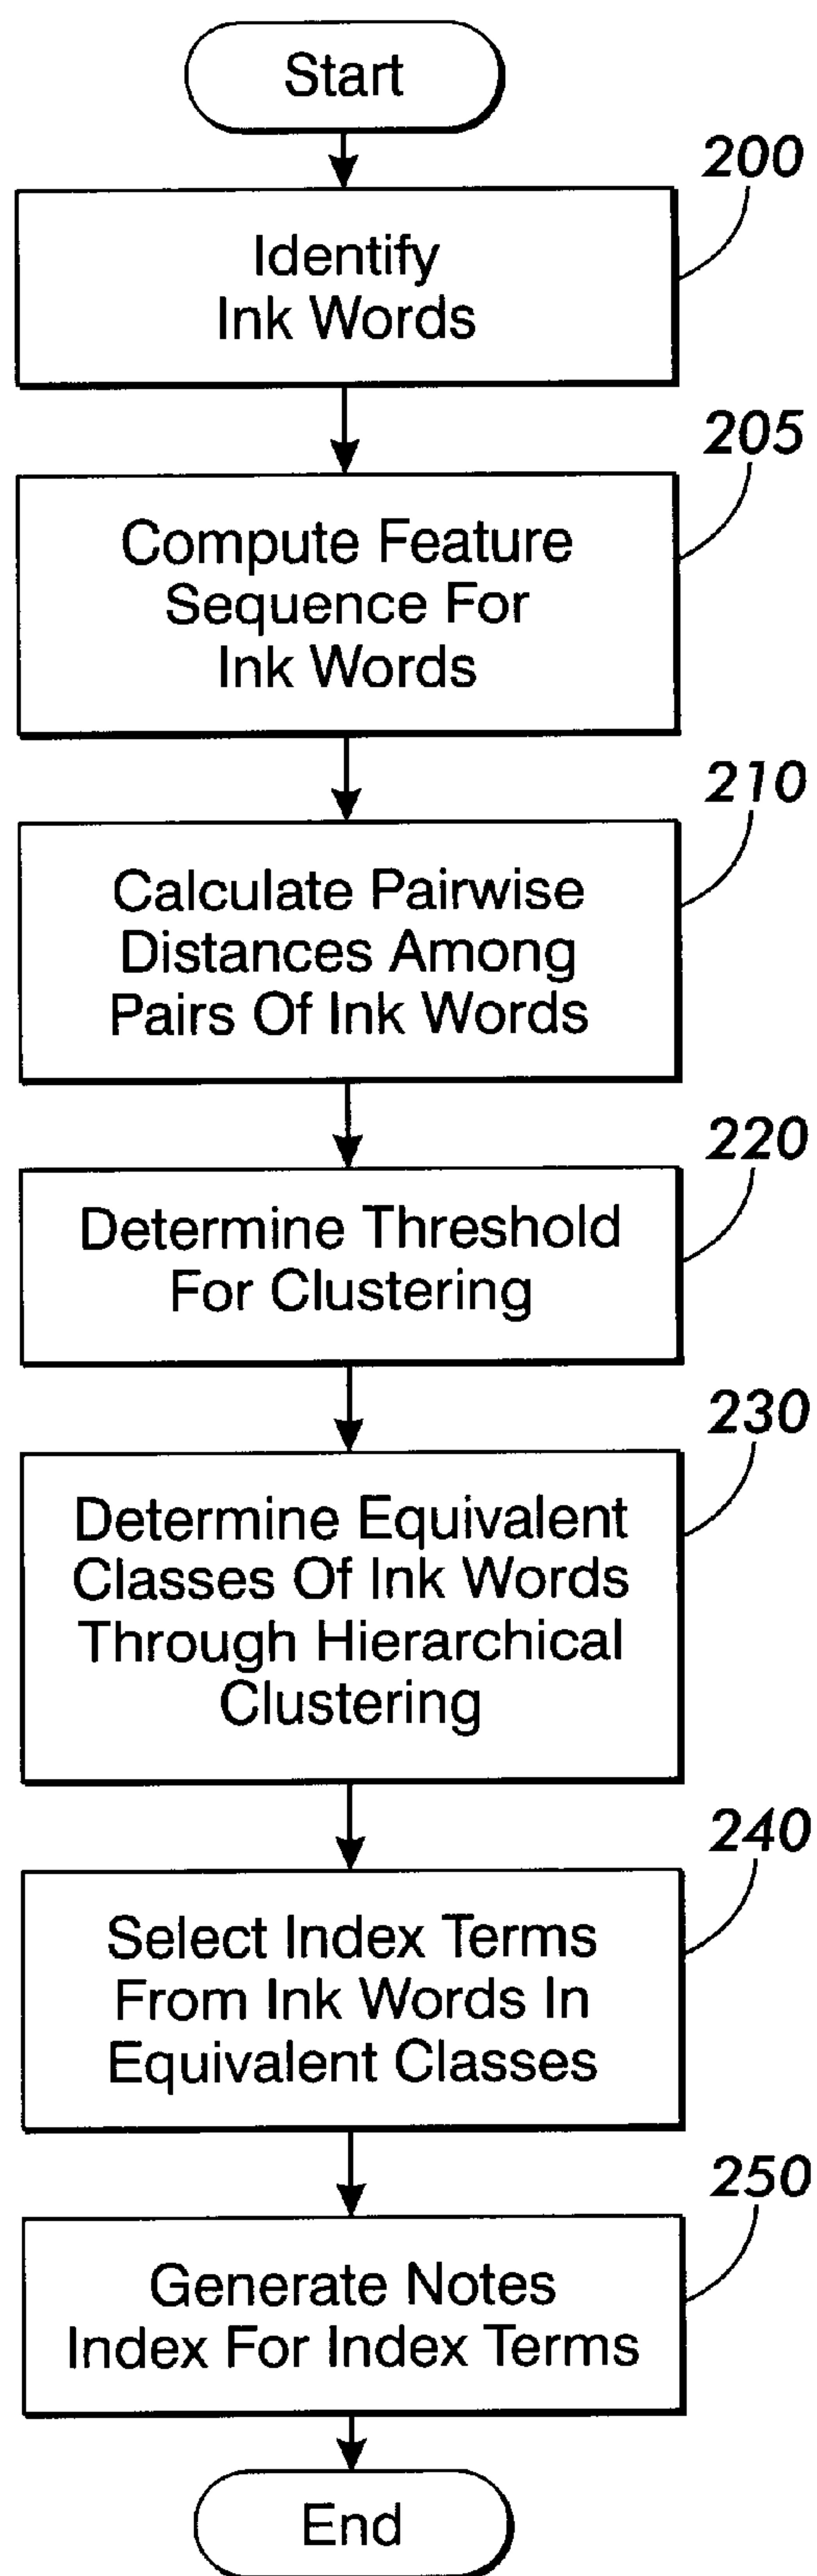 Start
200
Identify
Ink Words
205
Compute Feature
Sequence For
Ink Words
210
Calculate Pairwise
Distances Among
Pairs Of Ink Words
220
Determine Threshold
For Clustering
230
Determine Equivalent
Classes Of Ink Words
Through Hierarchical
Clustering
240
Select Index Terms
From Ink Words In
Equivalent Classes
250
Generate Notes
Index For Index Terms
End